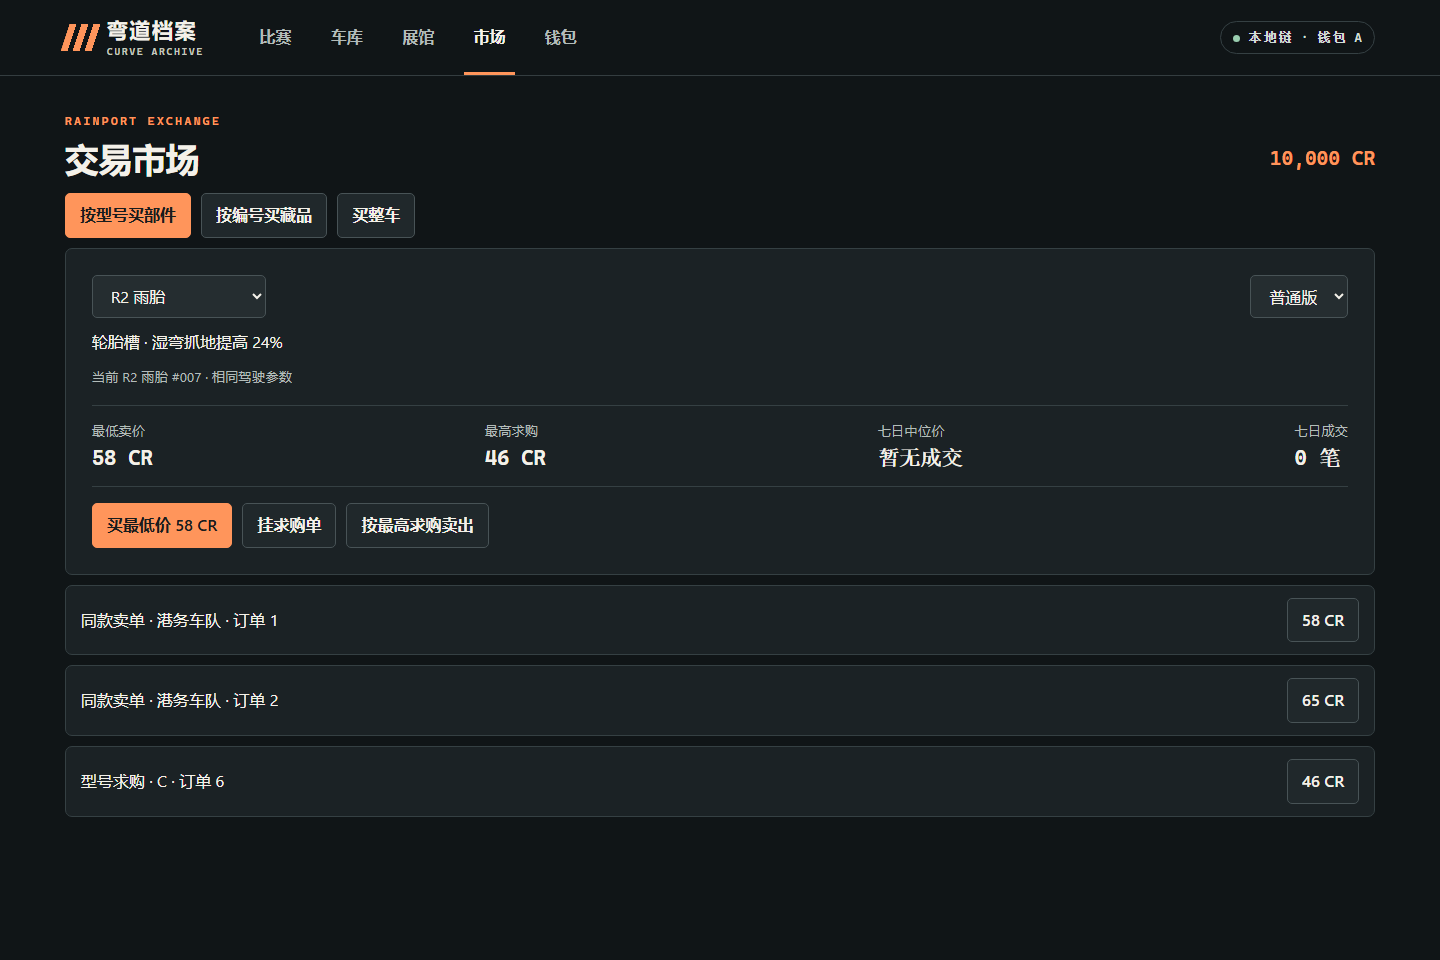 弯道档案
CURVE ARCHIVE
比赛 车库 展馆 市场 钱包
本地链 · 钱包 A
RAINPORT EXCHANGE
交易市场
10,000 CR
按型号买部件 按编号买藏品 买整车
R2 雨胎 普通版
轮胎槽 · 湿弯抓地提高 24%
当前 R2 雨胎 #007 · 相同驾驶参数
最低卖价 最高求购 七日中位价 七日成交
58 CR 46 CR 暂无成交 0 笔
买最低价 58 CR 挂求购单 按最高求购卖出
同款卖单 · 港务车队 · 订单 1 58 CR
同款卖单 · 港务车队 · 订单 2 65 CR
型号求购 · C · 订单 6 46 CR